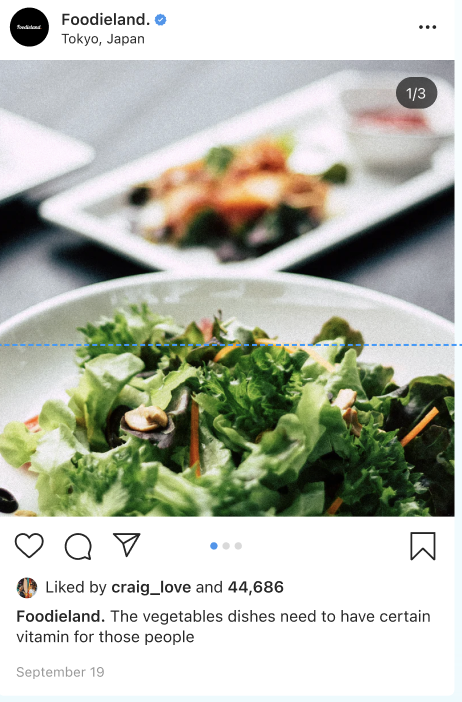 Foodieland.
Foodieland.
Tokyo, Japan
1/3
Liked by craig_love and 44,686
Foodieland. The vegetables dishes need to have certain
vitamin for those people
September 19